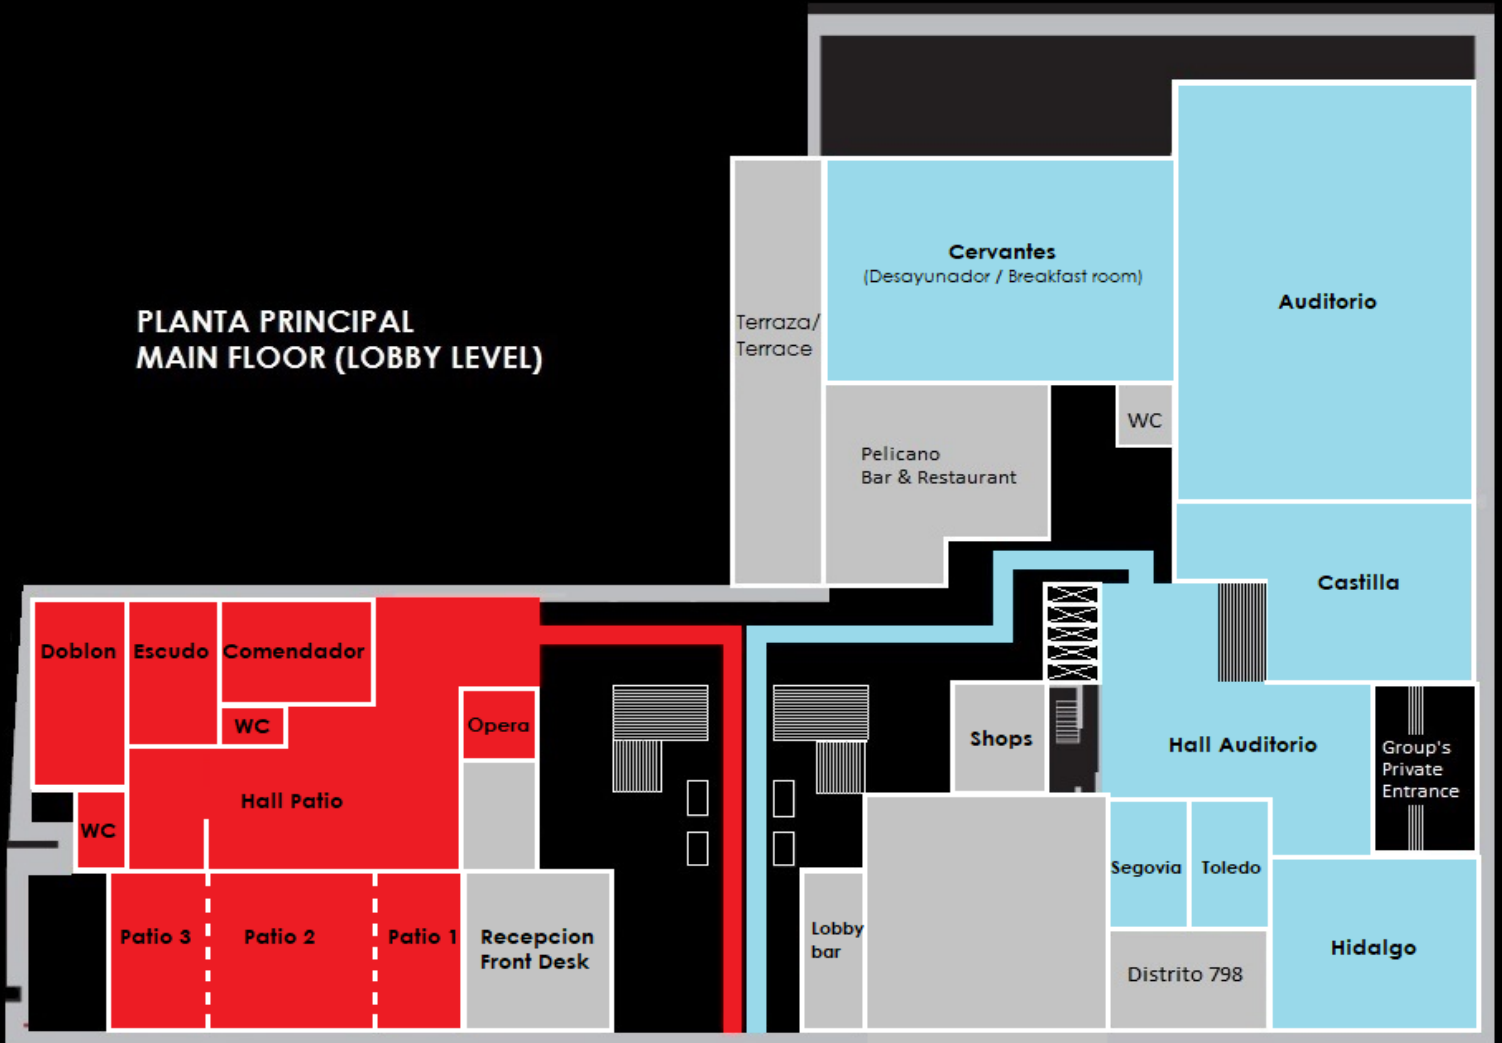 PLANTA PRINCIPAL
MAIN FLOOR (LOBBY LEVEL)
Cervantes
(Desayunador / Breakfast room)
Auditorio
Terraza/
Terrace
WC
Pelicano
Bar & Restaurant
Castilla
Doblon
Escudo
Comendador
WC
Opera
Shops
Hall Auditorio
Group's
Private
Entrance
Hall Patio
WC
Segovia
Toledo
Patio 3
Patio 2
Patio 1
Recepcion
Front Desk
Lobby
bar
Hidalgo
Distrito 798